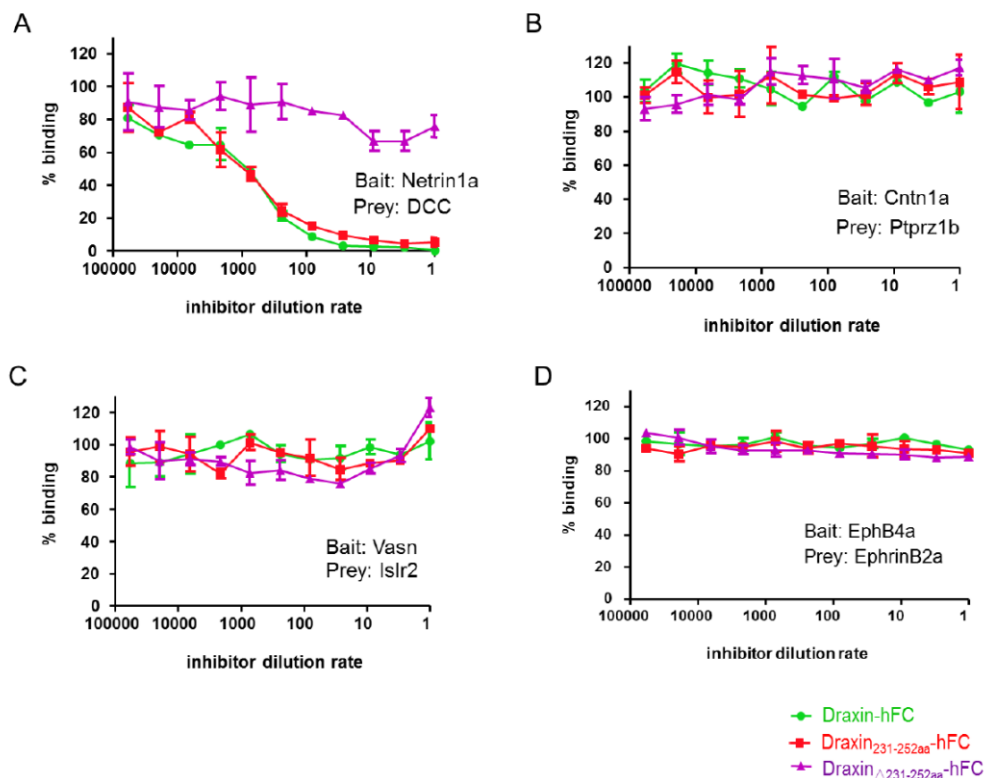 A
120
100
80
60
40
20
0
% binding
Bait: Netrin1a
Prey: DCC
100000 10000 1000 100 10 1
inhibitor dilution rate
B
120
100
80
60
40
20
0
% binding
Bait: Cntn1a
Prey: Ptprz1b
100000 10000 1000 100 10 1
inhibitor dilution rate
C
120
100
80
60
40
20
0
% binding
Bait: Vasn
Prey: Islr2
100000 10000 1000 100 10 1
inhibitor dilution rate
D
120
100
80
60
40
20
0
% binding
Bait: EphB4a
Prey: EphrinB2a
100000 10000 1000 100 10 1
inhibitor dilution rate
Draxin-hFC
Draxin231-252aa-hFC
Draxin△231-252aa-hFC